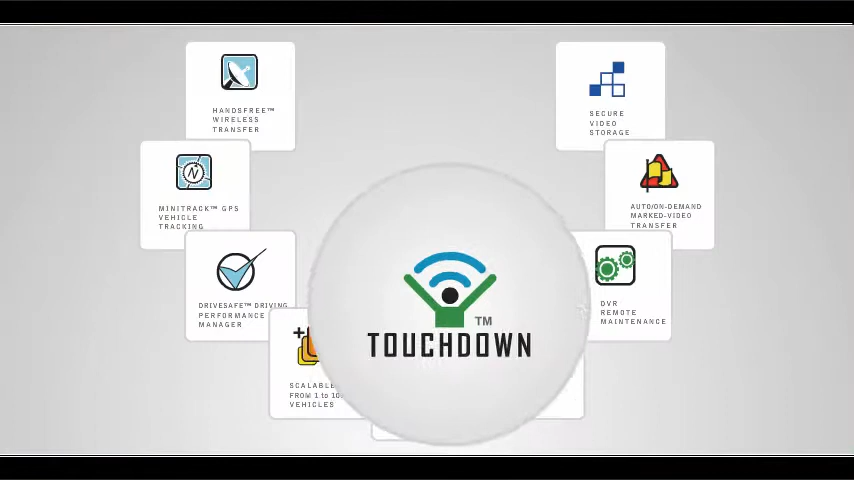 HANDSFREE™
WIRELESS
TRANSFER
SECURE
VIDEO
STORAGE
N
MINITRACK™ GPS
VEHICLE
TRACKING
AUTO/ON-DEMAND
MARKED-VIDEO
TRANSFER
DRIVESAFE™ DRIVING
PERFORMANCE
MANAGER
DVR
REMOTE
MAINTENANCE
TM
TOUCHDOWN
SCALABLE
FROM 1 to
VEHICLES